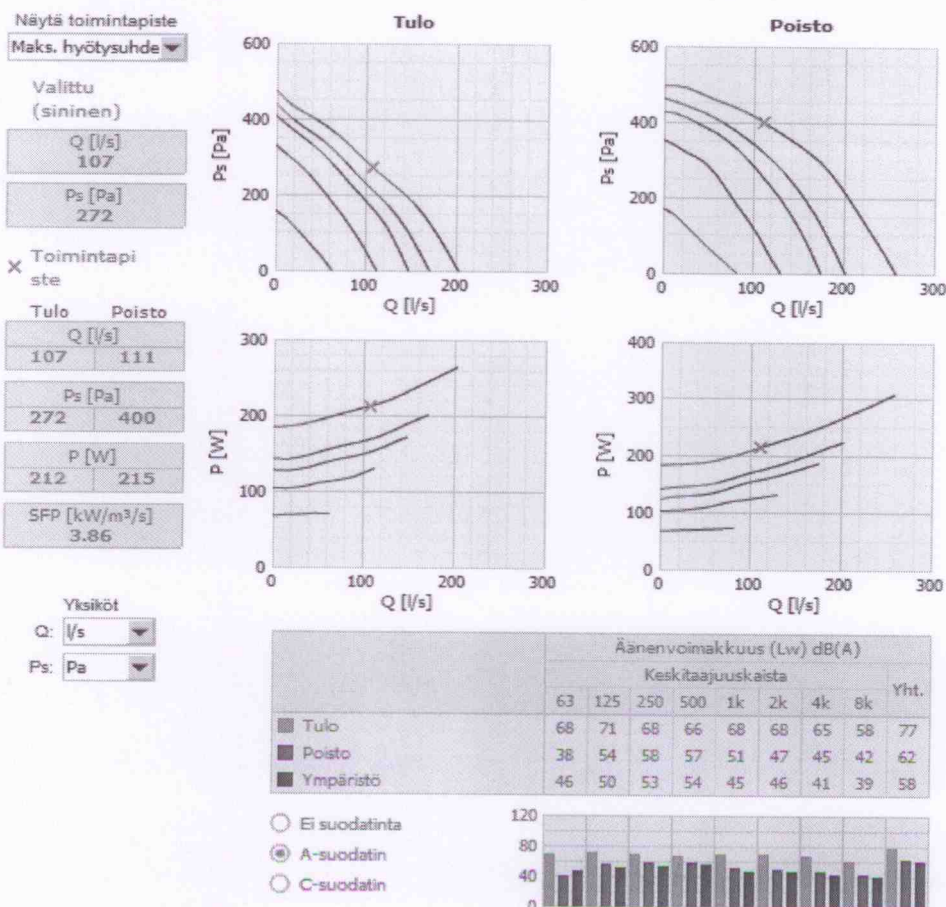 Näytä toimintapiste
Maks. hyötysuhde
Valittu
(sininen)
Q [l/s]
107
Ps [Pa]
272
Toimintapi
ste
Tulo Poisto
Q [l/s]
107 111
Ps [Pa]
272 400
P [W]
212 215
SFP [kW/m³/s]
3.86
Yksiköt
Q: l/s
Ps: Pa
Tulo
600
400
200
0
Ps [Pa]
0 100 200 300
Q [l/s]
Poisto
600
400
200
0
Ps [Pa]
0 100 200 300
Q [l/s]
300
200
100
0
P [W]
0 100 200 300
Q [l/s]
400
300
200
100
0
P [W]
0 100 200 300
Q [l/s]
Äänenvoimakkuus (Lw) dB(A)
Keskitaajuuskaista
63 125 250 500 1k 2k 4k 8k Yht.
Tulo 68 71 68 66 68 68 65 58 77
Poisto 38 54 58 57 51 47 45 42 62
Ympäristö 46 50 53 54 45 46 41 39 58
Ei suodatinta
A-suodatin
C-suodatin
120
80
40
0